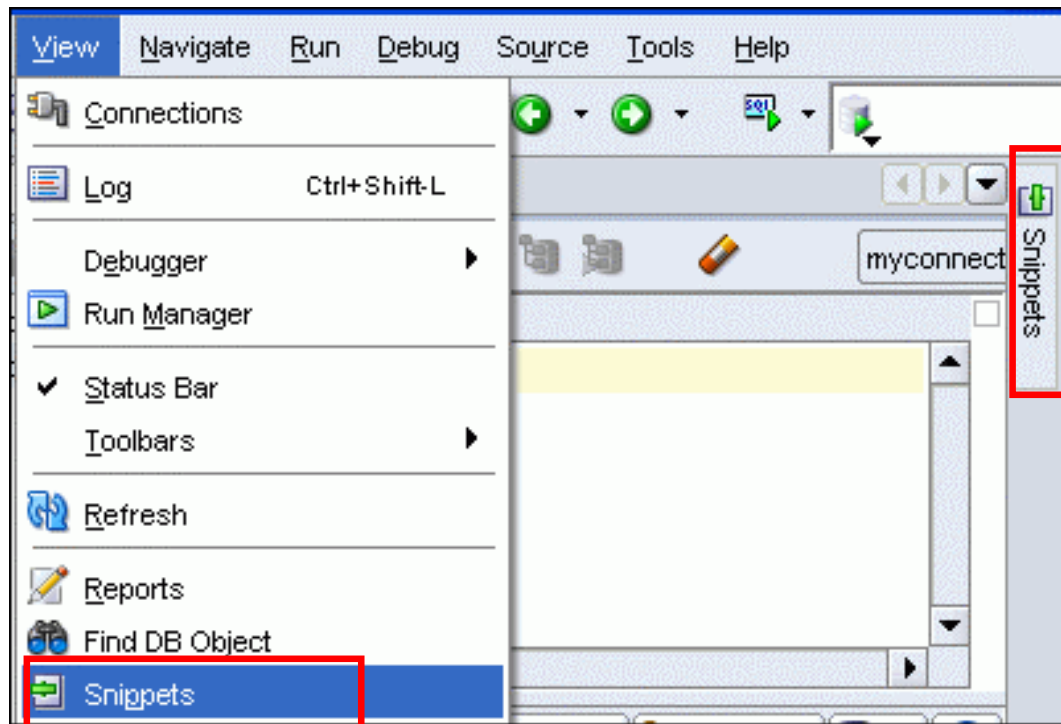 View Navigate Run Debug Source Tools Help
Connections
SQL
Log Ctrl+Shift-L
Debugger
myconnect
Run Manager
Snippets
Status Bar
Toolbars
Refresh
Reports
Find DB Object
Snippets